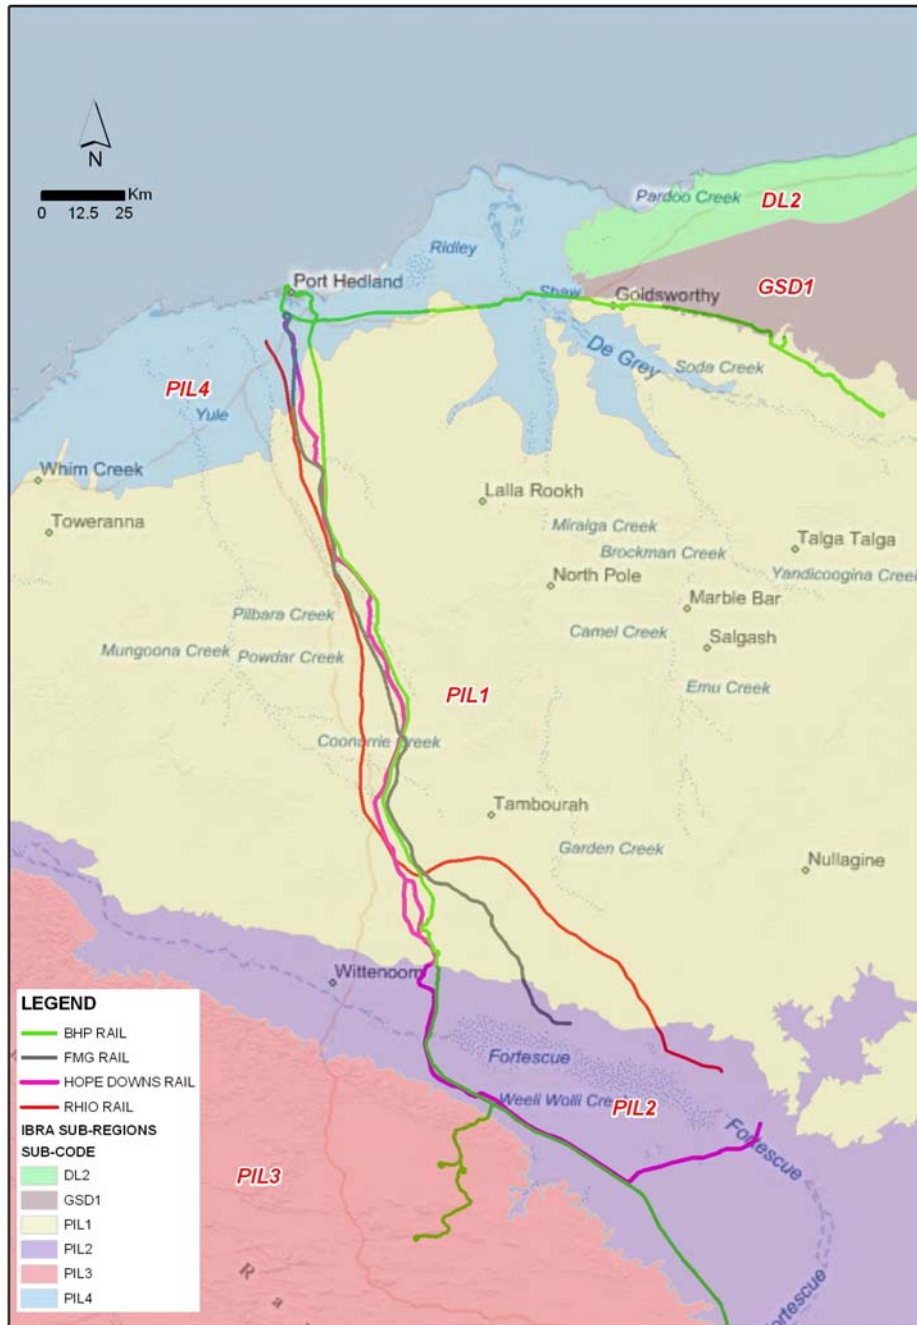 N
Km
0 12.5 25
Pardoo Creek
DL2
Ridley
GSD1
Port Hedland
Shaw
Goldsworthy
De Grey
Soda Creek
PIL4
Yule
Whim Creek
Lalla Rookh
Toweranna
Miralga Creek
Talga Talga
Brockman Creek
North Pole
Yandicoogina Creek
Marble Bar
Pilbara Creek
Camel Creek
Salgash
Mungoona Creek
Powdar Creek
Emu Creek
PIL1
Coonarrie Creek
Tambourah
Garden Creek
Nullagine
Wittenoom
Fortescue
Weeli Wolli Creek
PIL2
Fortescue
PIL3
Fortescue
R a
LEGEND
BHP RAIL
FMG RAIL
HOPE DOWNS RAIL
RHIO RAIL
IBRA SUB-REGIONS
SUB-CODE
DL2
GSD1
PIL1
PIL2
PIL3
PIL4